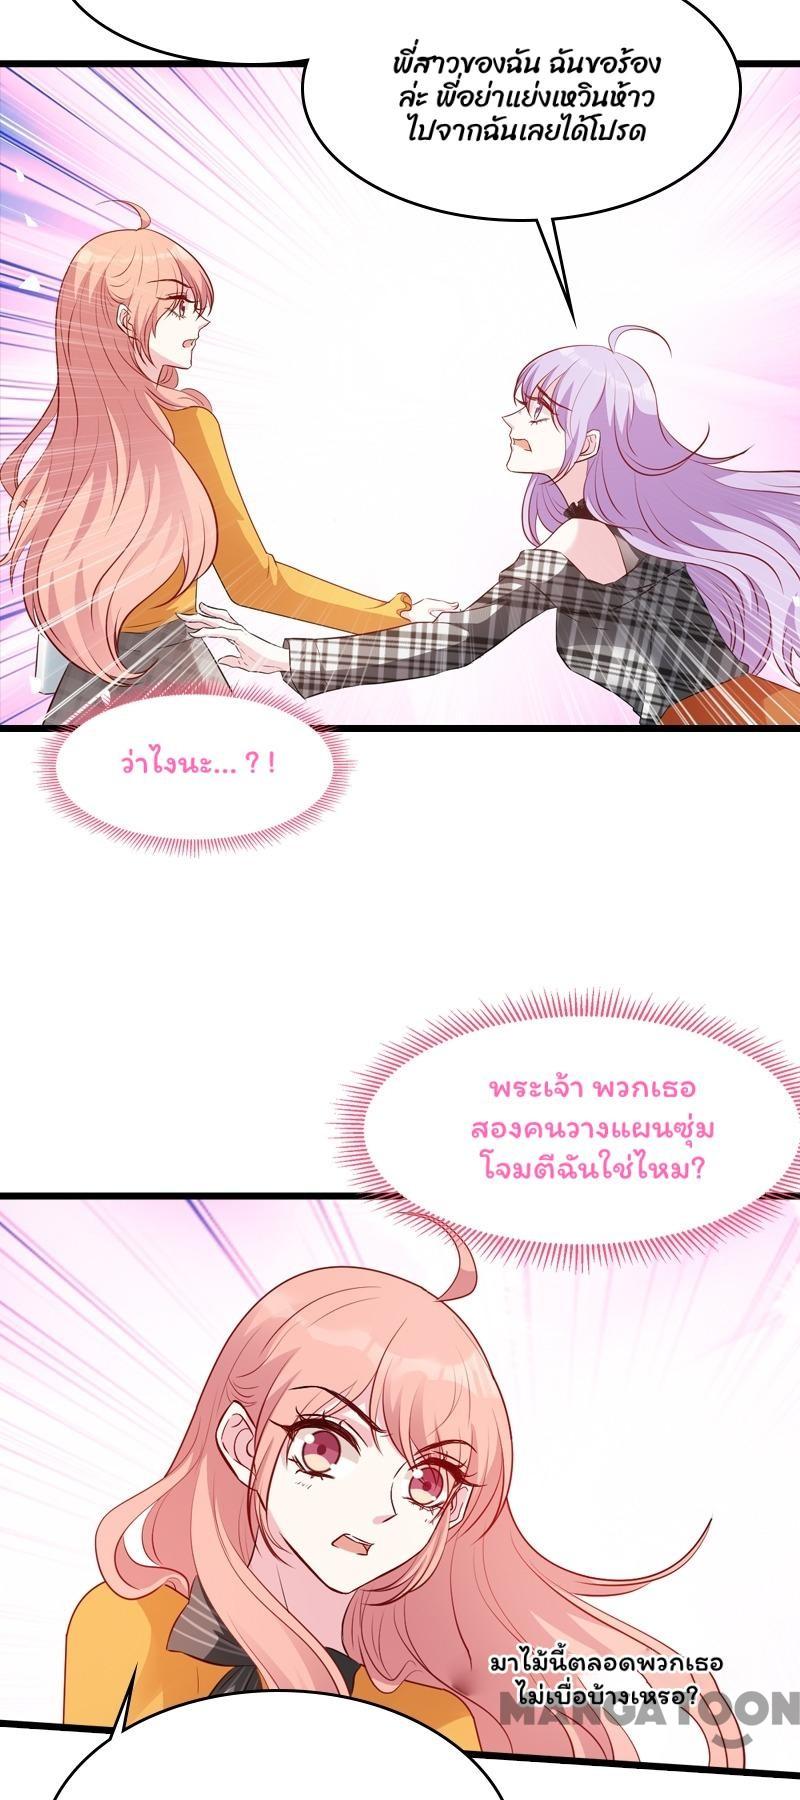 พี่สาวของฉัน ฉันขอร้อง
ล่ะ พี่อย่าแย่งเหวินห้าว
ไปจากฉันเลยได้โปรด
ว่าไงนะ... ? !
พระเจ้า พวกเธอ
สองคนวางแผนซุ่ม
โจมตีฉันใช่ไหม?
มาไม้นี้ตลอดพวกเธอ
ไม่เบื่อบ้างเหรอ?
MANGATOON